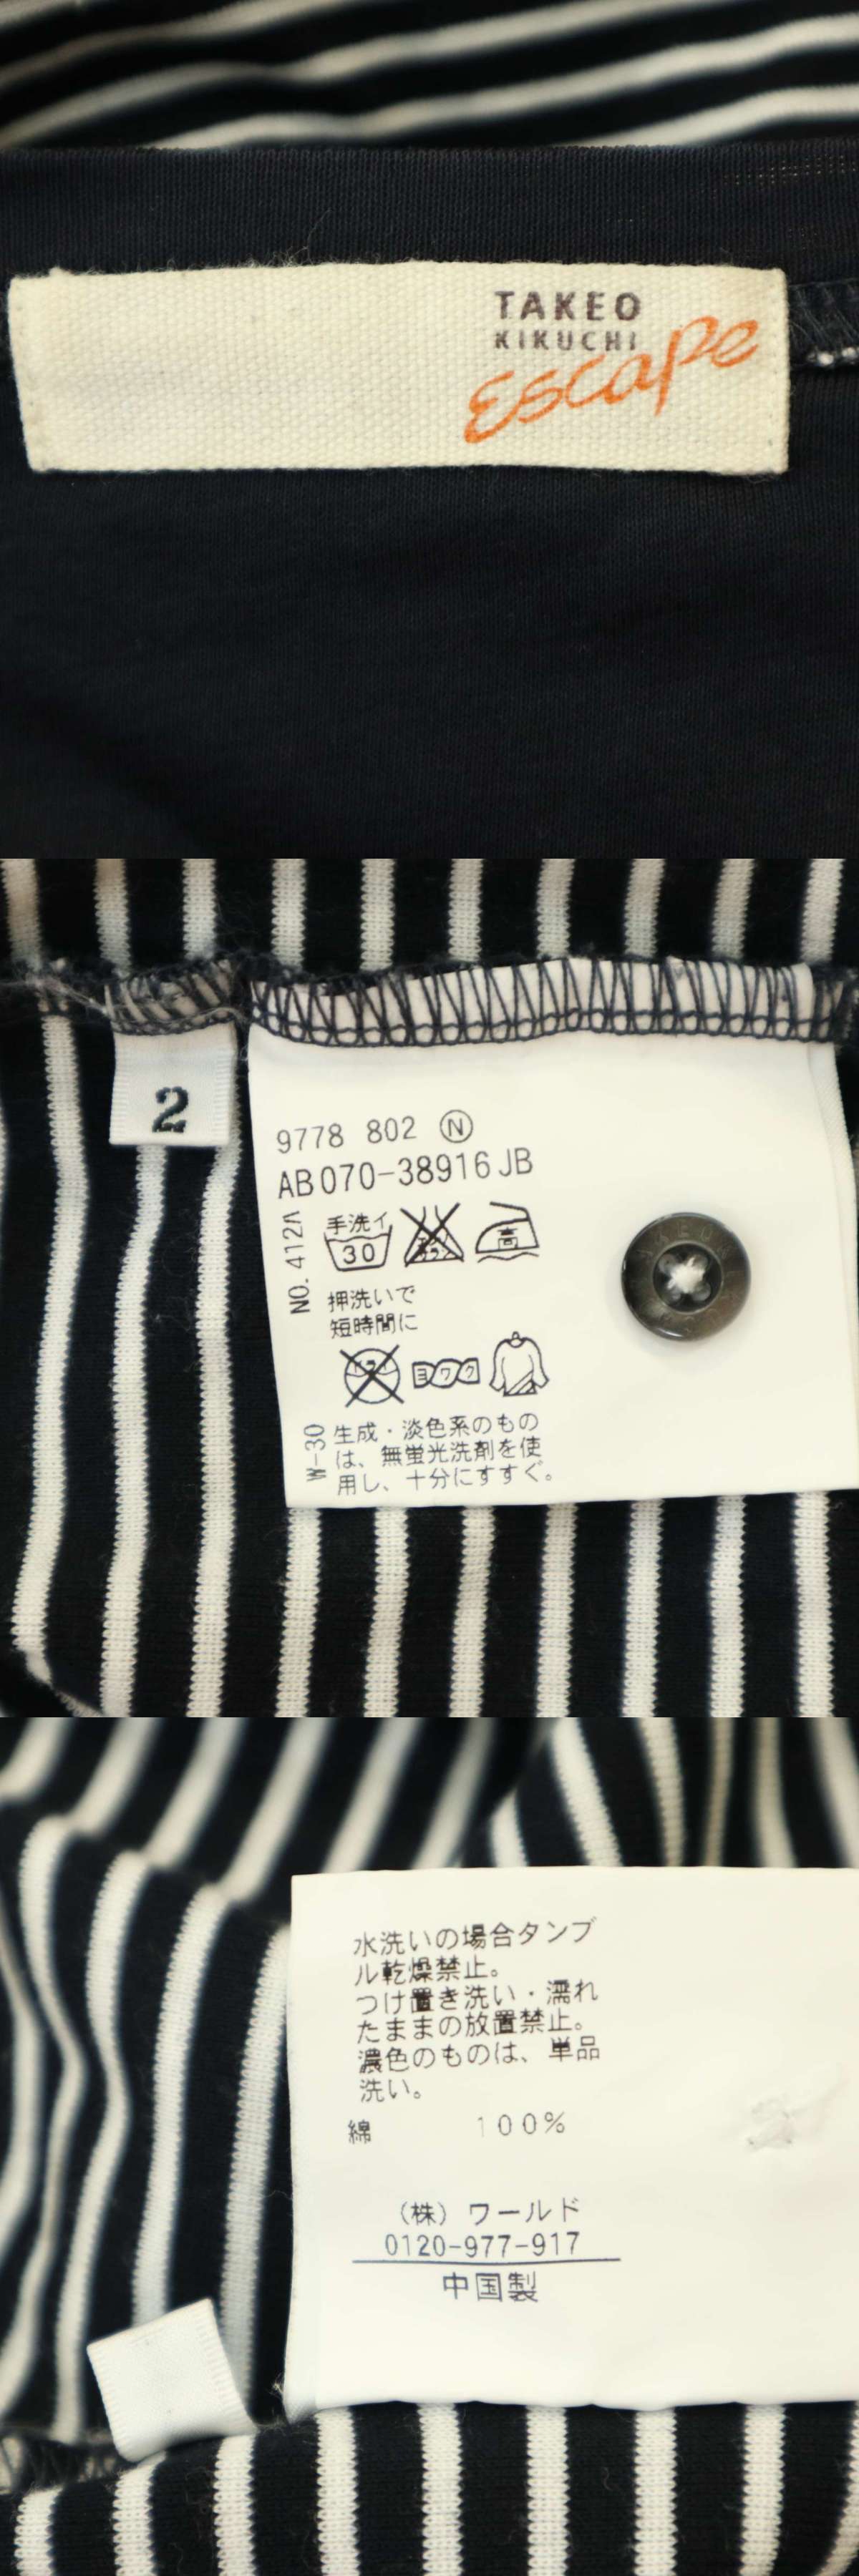 TAKEO
KIKUCHI
Escape
2
9778 802 Ⓝ
AB070-38916JB
手洗イ
30
高
押洗いで
短時間に
ドライ
ヨワク
W-30
生成・淡色系のもの
は、無蛍光洗剤を使
用し、十分にすすぐ。
水洗いの場合タンブ
ル乾燥禁止。
つけ置き洗い・濡れ
たままの放置禁止。
濃色のものは、単品
洗い。
綿 100%
（株）ワールド
0120-977-917
中国製